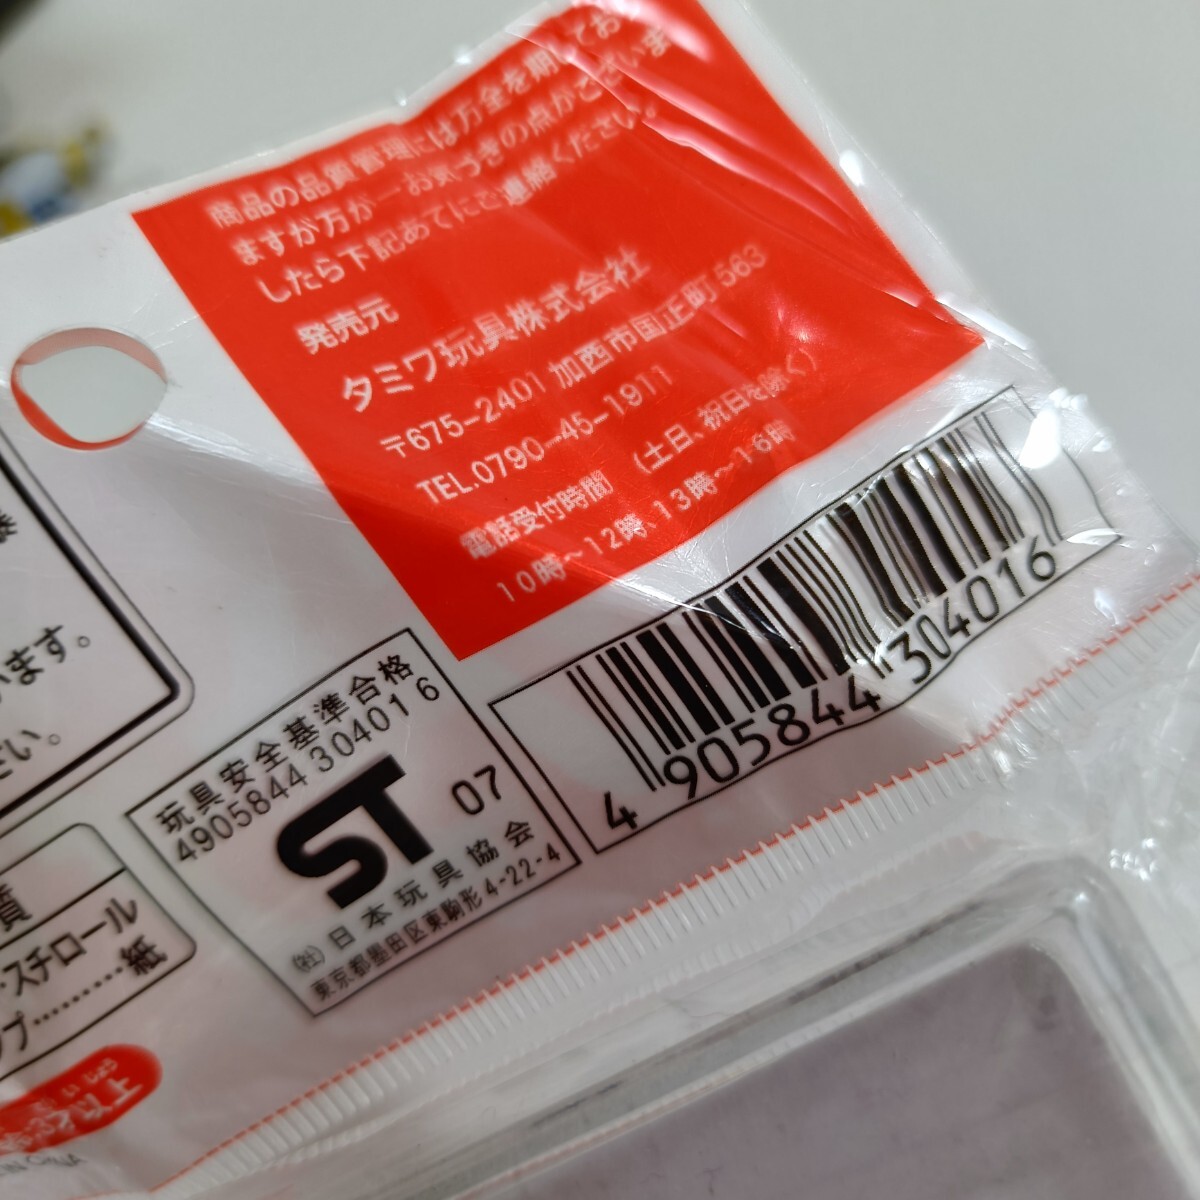 商品の品質管理には万全を期してお
ますが万が一お気づきの点がございま
したら下記あてにご連絡ください。
発売元
タミワ玩具株式会社
〒675-2401 加西市国正町563
TEL.0790-45-1911
電話受付時間 (土日、祝日を除く)
10時～12時、13時～16時
います。
さい。
玩具安全基準合格
4905844304016
ST 07
(社)日本玩具協会
東京都墨田区東駒形4-22-4
4 905844 304016
質
スチロール
プ………紙
以上